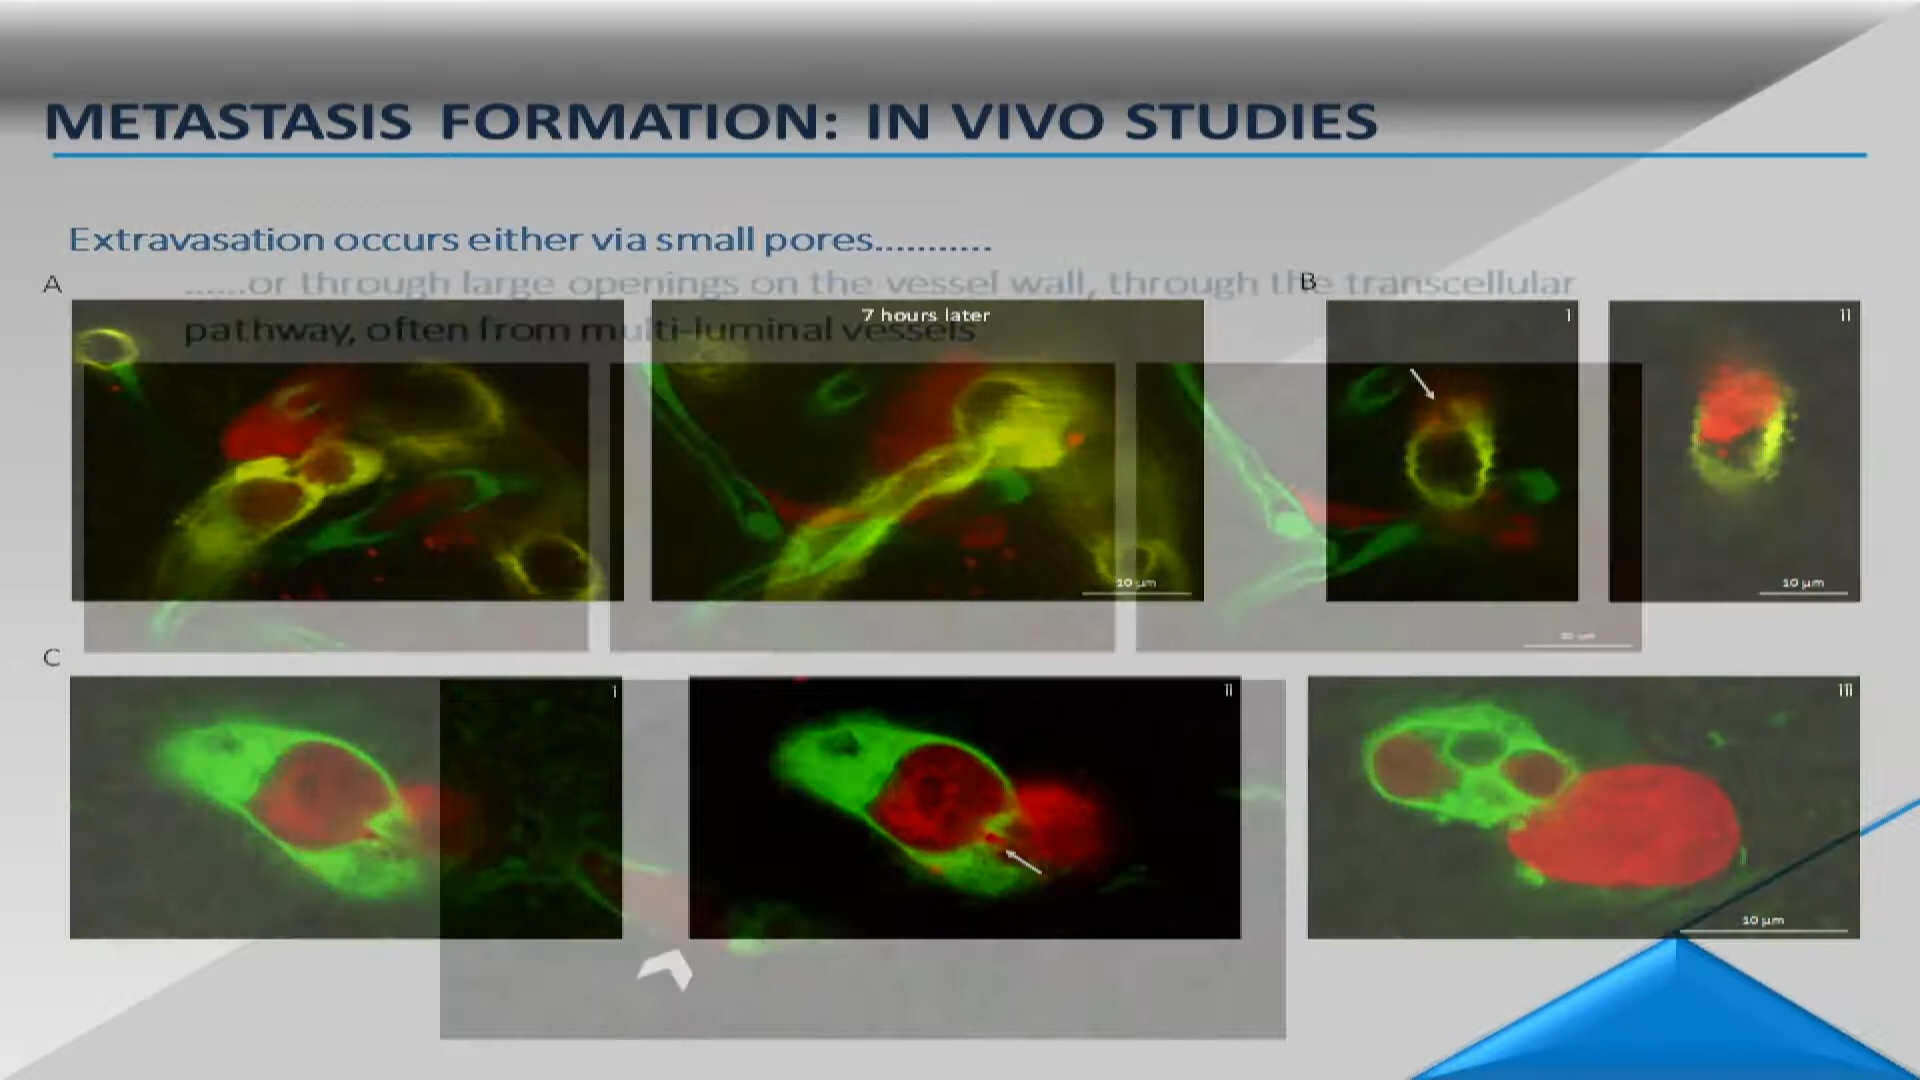 METASTASIS FORMATION: IN VIVO STUDIES
Extravasation occurs either via small pores...........
......or through large openings on the vessel wall, through the transcellular
pathway, often from multi-luminal vessels
A
7 hours later
10 µm
B
I
II
10 µm
C
I
II
III
10 µm